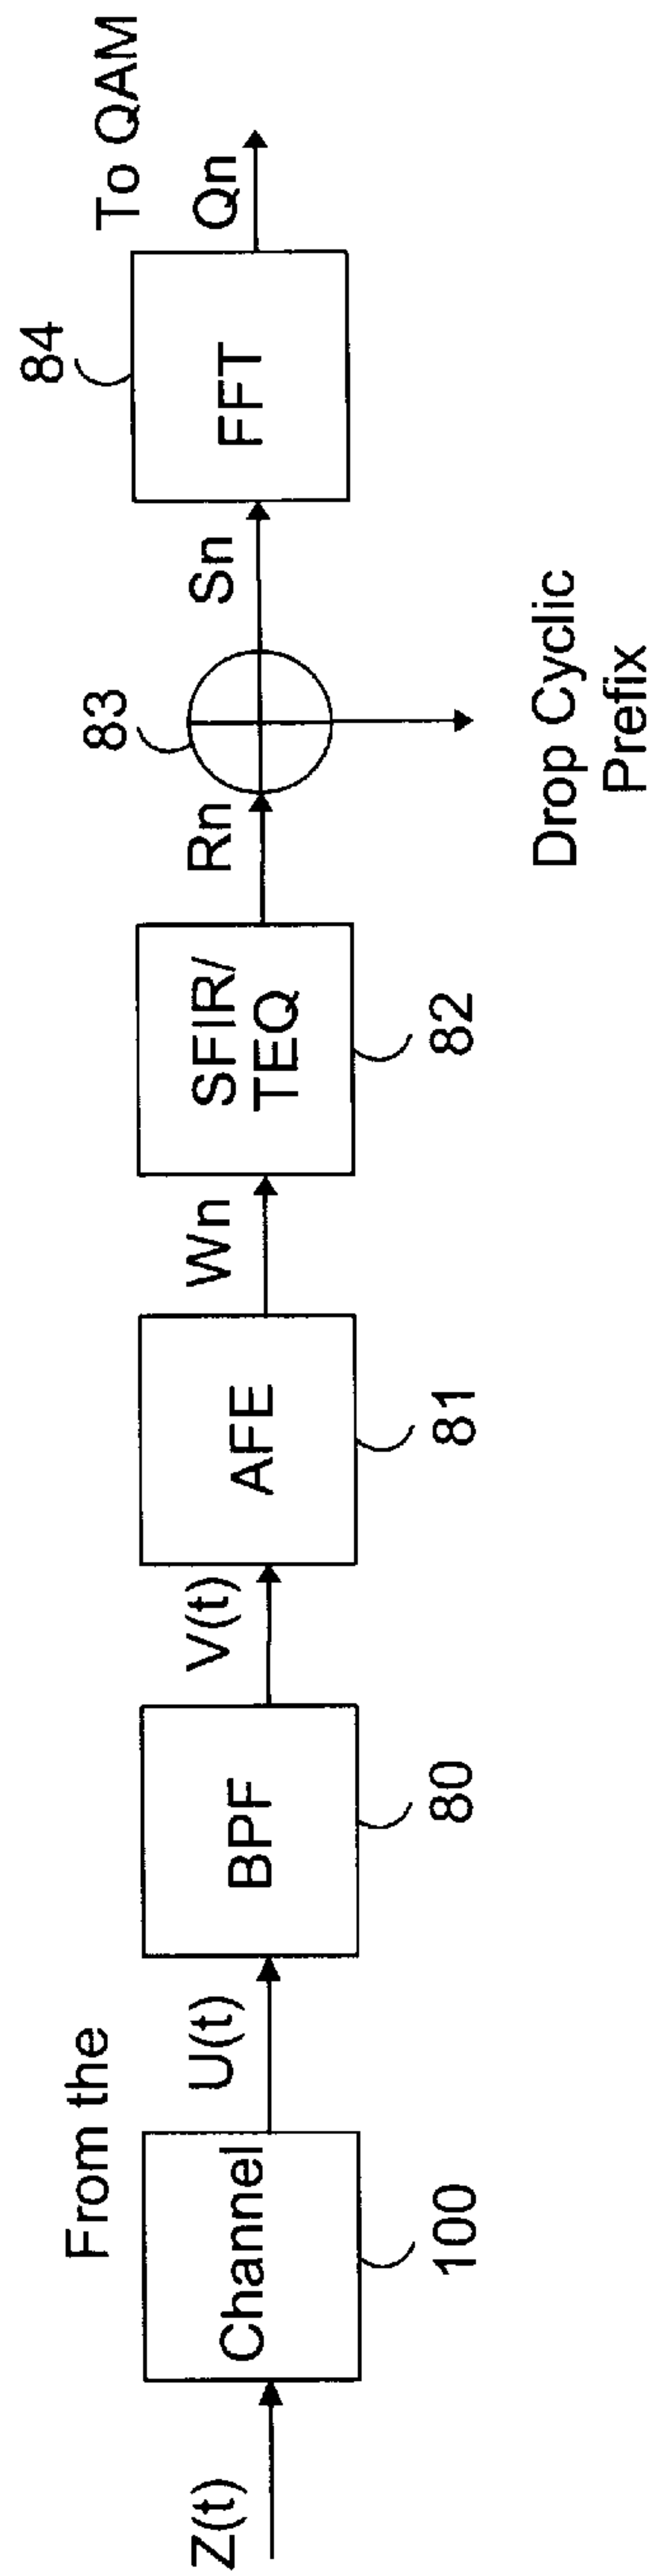 From the
To QAM
Z(t)
Channel
100
U(t)
BPF
80
V(t)
AFE
81
Wn
SFIR/
TEQ
82
Rn
83
Drop Cyclic
Prefix
Sn
FFT
84
Qn